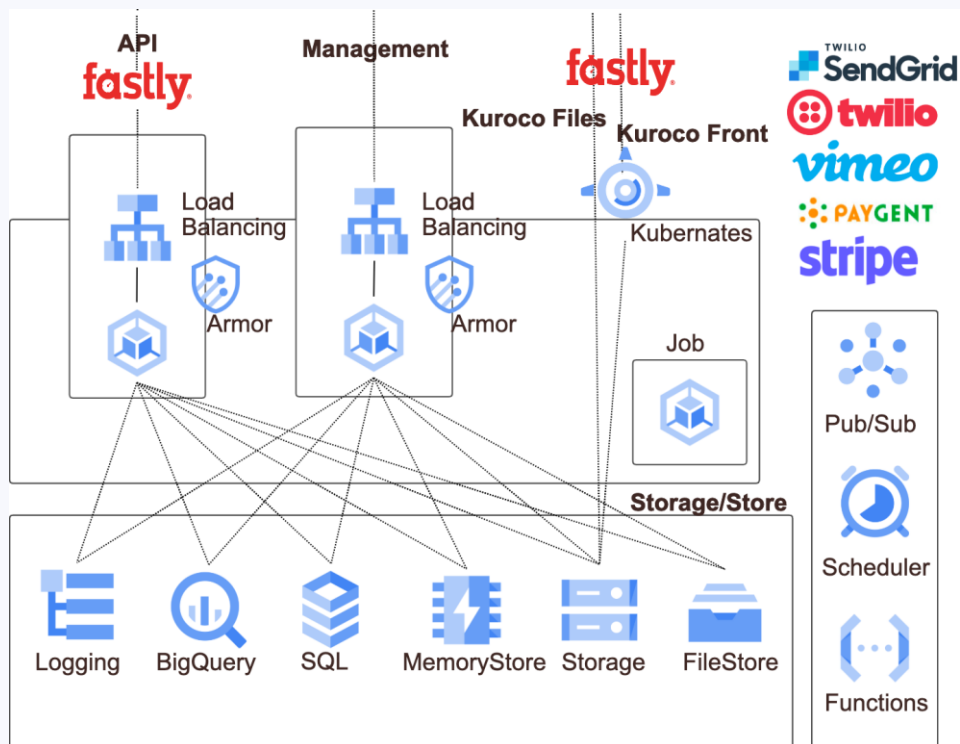 API
fastly.
Management
fastly.
Kuroco Files
Kuroco Front
TWILIO
SendGrid
twilio
vimeo
PAYGENT
stripe
Load
Balancing
Armor
Load
Balancing
Armor
Kubernates
Job
Storage/Store
Logging
BigQuery
SQL
MemoryStore
Storage
FileStore
Pub/Sub
Scheduler
Functions